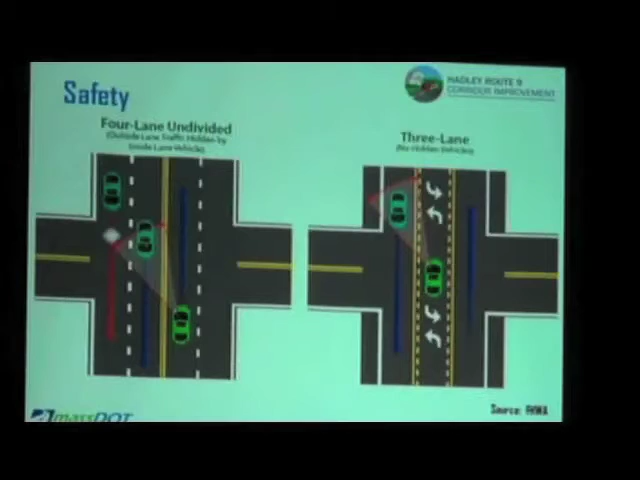 Safety
HADLEY ROUTE 9
CORRIDOR IMPROVEMENT
Four-Lane Undivided
(Outside Lane Traffic Hidden by
Inside Lane Vehicle)
Three-Lane
(No Hidden Vehicles)
massDOT
Source: FHWA